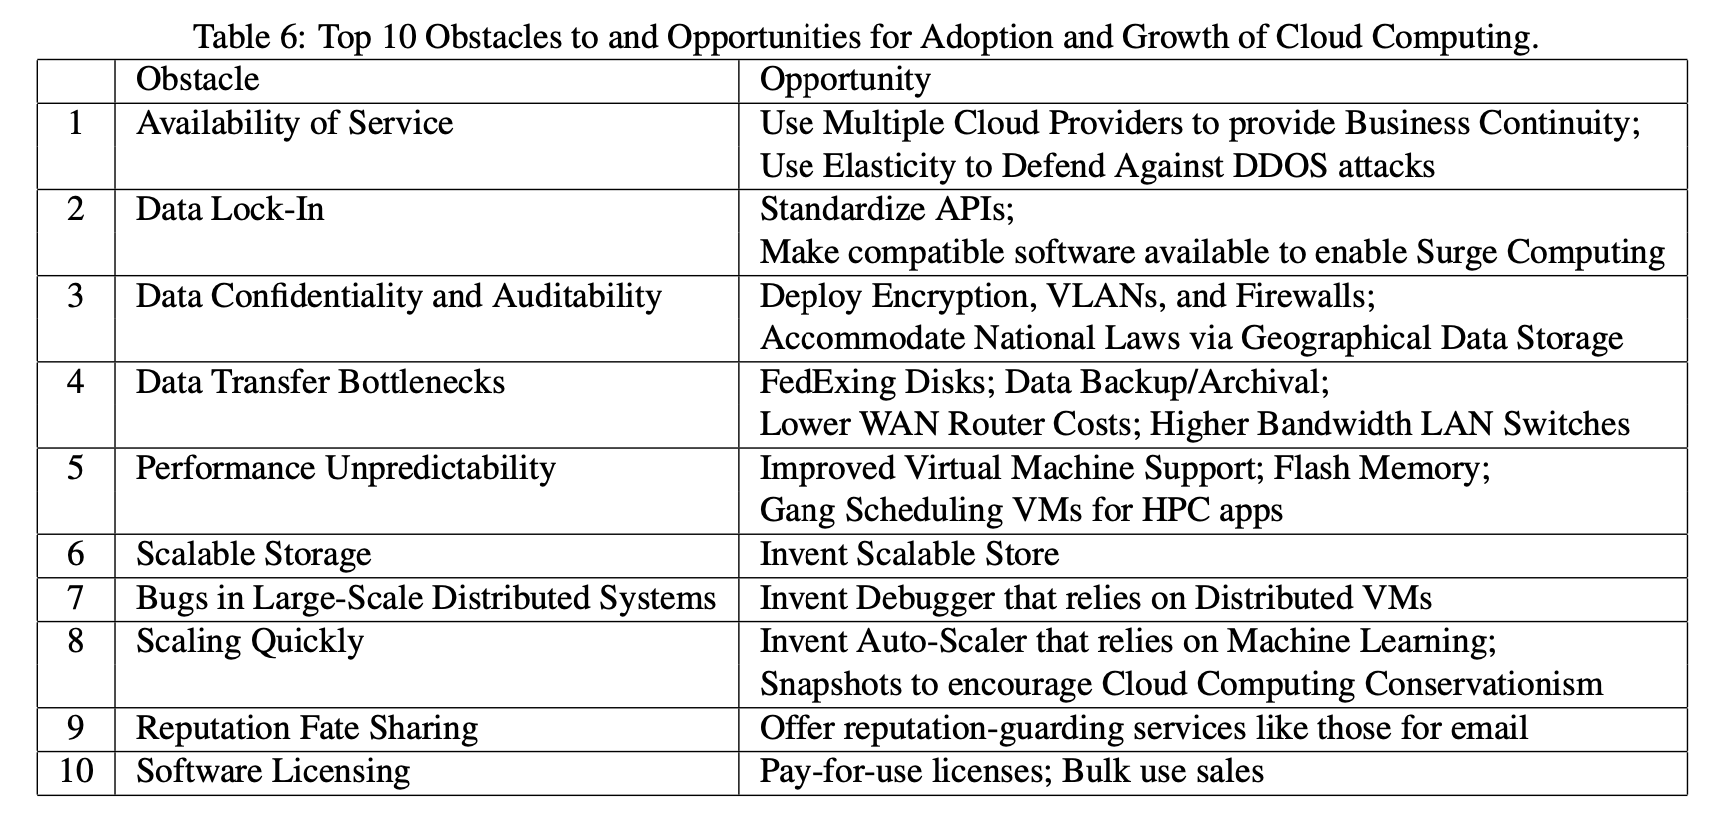 Table 6: Top 10 Obstacles to and Opportunities for Adoption and Growth of Cloud Computing.
Obstacle Opportunity
1 Availability of Service Use Multiple Cloud Providers to provide Business Continuity;
Use Elasticity to Defend Against DDOS attacks
2 Data Lock-In Standardize APIs;
Make compatible software available to enable Surge Computing
3 Data Confidentiality and Auditability Deploy Encryption, VLANs, and Firewalls;
Accommodate National Laws via Geographical Data Storage
4 Data Transfer Bottlenecks FedExing Disks; Data Backup/Archival;
Lower WAN Router Costs; Higher Bandwidth LAN Switches
5 Performance Unpredictability Improved Virtual Machine Support; Flash Memory;
Gang Scheduling VMs for HPC apps
6 Scalable Storage Invent Scalable Store
7 Bugs in Large-Scale Distributed Systems Invent Debugger that relies on Distributed VMs
8 Scaling Quickly Invent Auto-Scaler that relies on Machine Learning;
Snapshots to encourage Cloud Computing Conservationism
9 Reputation Fate Sharing Offer reputation-guarding services like those for email
10 Software Licensing Pay-for-use licenses; Bulk use sales